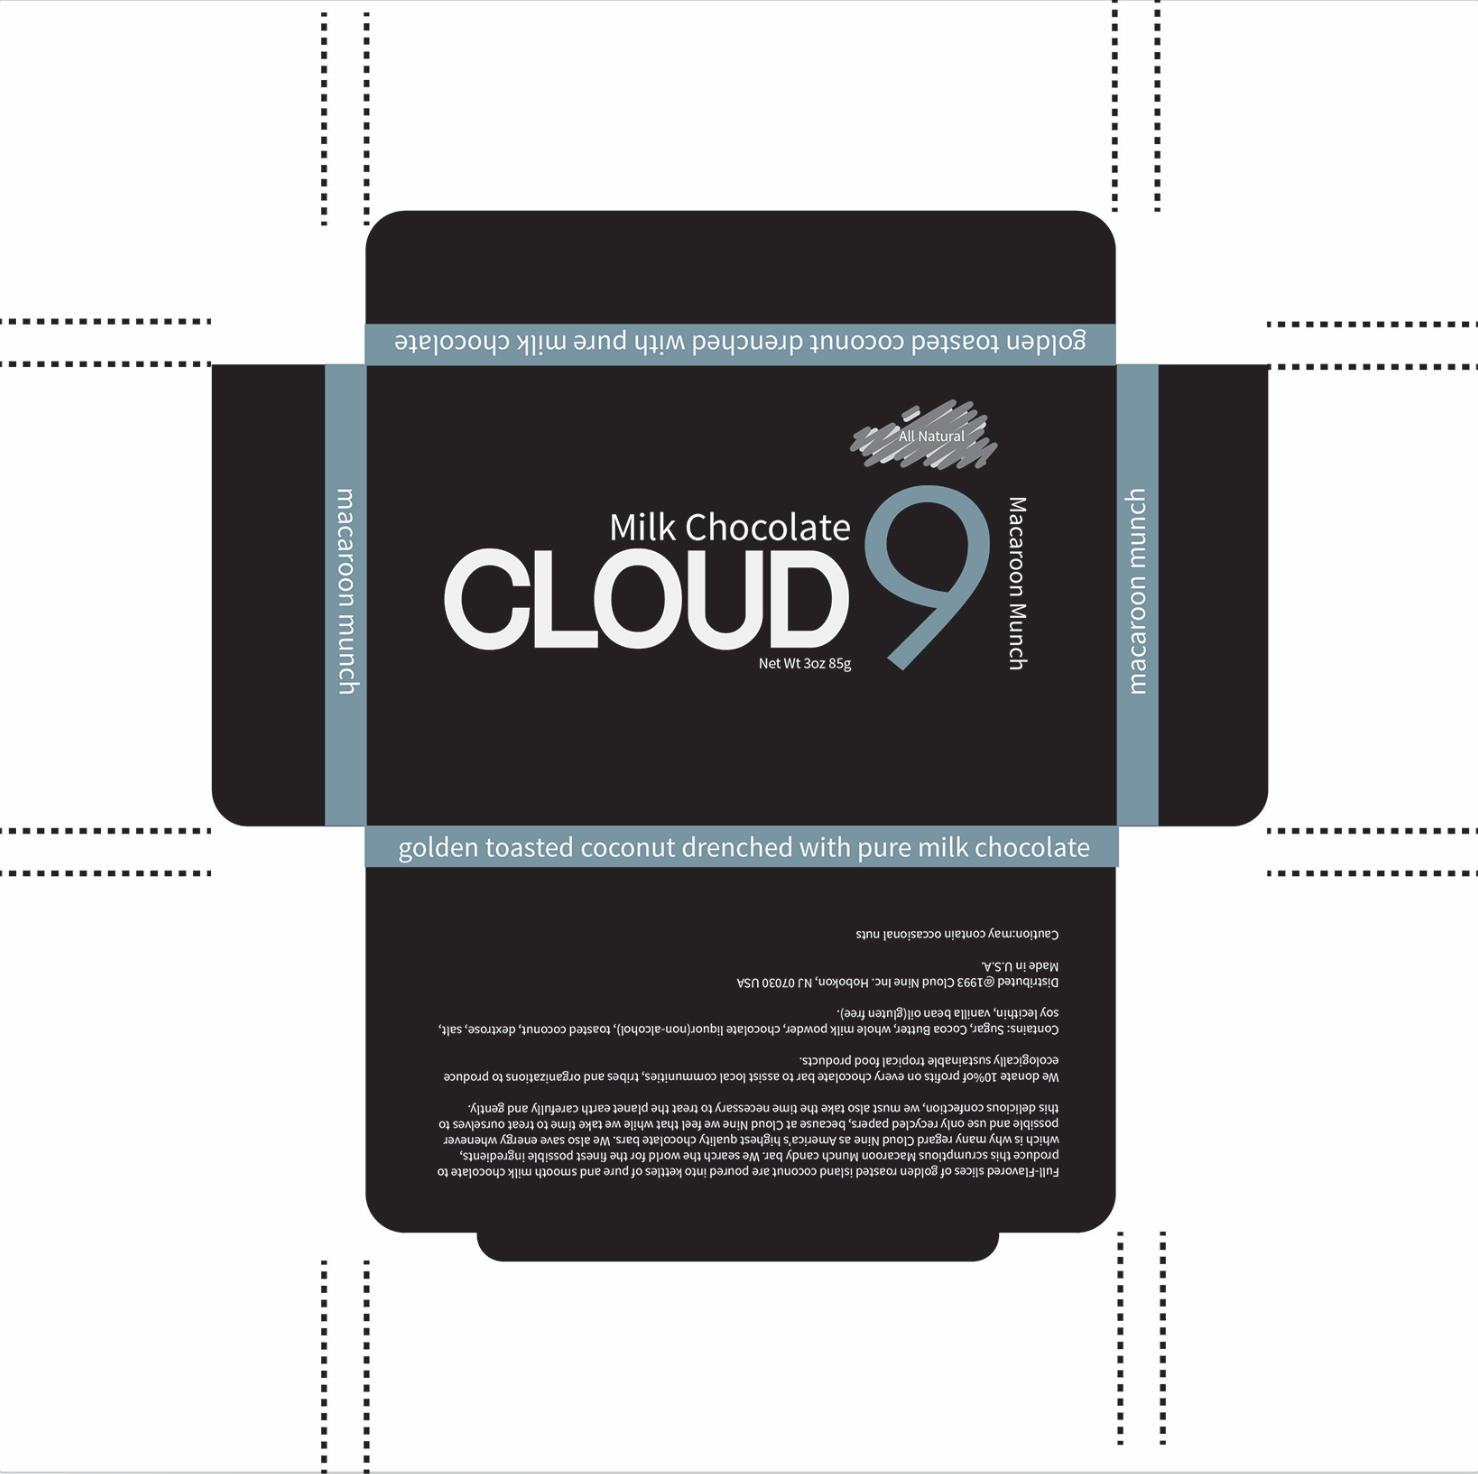 golden toasted coconut drenched with pure milk chocolate
All Natural
Milk Chocolate
CLOUD 9
Net Wt 3oz 85g
Macaroon Munch
macaroon munch
macaroon munch
golden toasted coconut drenched with pure milk chocolate
Full-Flavored slices of golden roasted island coconut are poured into kettles of pure and smooth milk chocolate to
produce this scrumptious Macaroon Munch candy bar. We search the world for the finest possible ingredients,
which is why many regard Cloud Nine as America's highest quality chocolate bars. We also save energy whenever
possible and use only recycled papers, because at Cloud Nine we feel that while we take time to treat ourselves to
this delicious confection, we must also take the time necessary to treat the planet earth carefully and gently.
We donate 10%of profits on every chocolate bar to assist local communities, tribes and organizations to produce
ecologically sustainable tropical food products.
Contains: Sugar, Cocoa Butter, whole milk powder, chocolate liquor(non-alcohol), toasted coconut, dextrose, salt,
soy lecithin, vanilla bean oil(gluten free).
Distributed @1993 Cloud Nine Inc. Hobokon, NJ 07030 USA
Made in U.S.A.
Caution:may contain occasional nuts